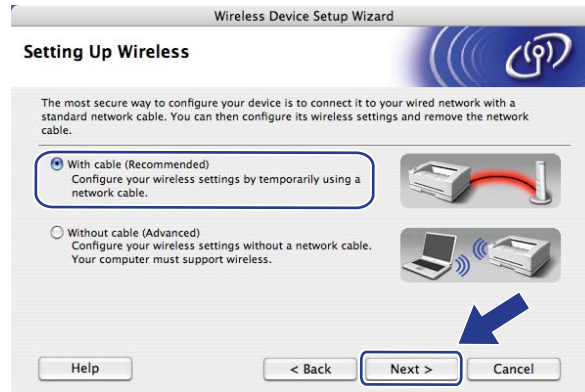 Wireless Device Setup Wizard
Setting Up Wireless
The most secure way to configure your device is to connect it to your wired network with a
standard network cable. You can then configure its wireless settings and remove the network
cable.
With cable (Recommended)
Configure your wireless settings by temporarily using a
network cable.
Without cable (Advanced)
Configure your wireless settings without a network cable.
Your computer must support wireless.
Help
< Back
Next >
Cancel